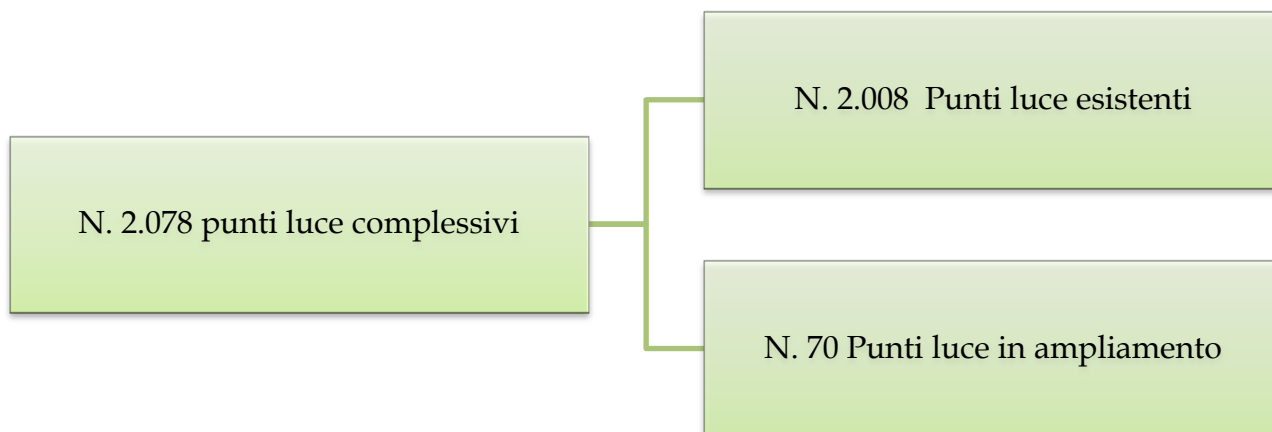 N. 2.078 punti luce complessivi
N. 2.008 Punti luce esistenti
N. 70 Punti luce in ampliamento